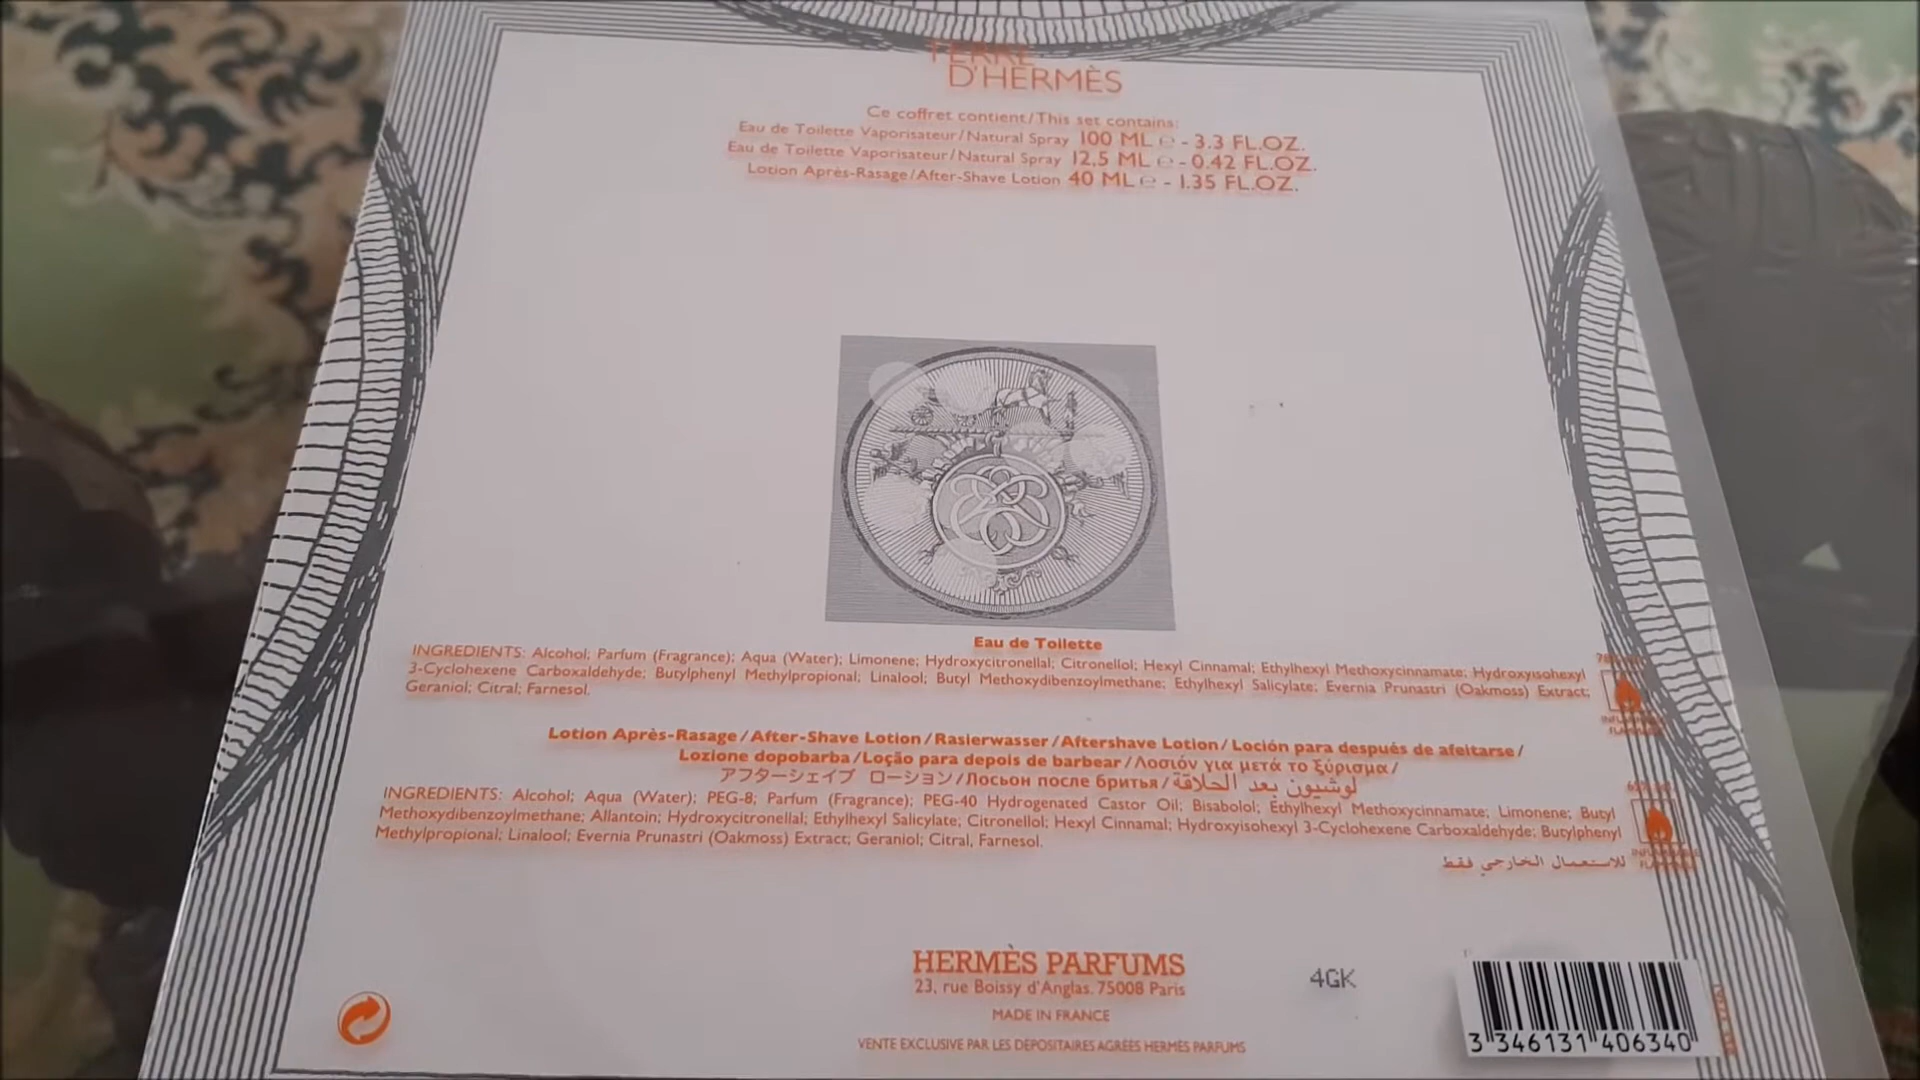 TERRE
D'HERMÈS
Ce coffret contient/This set contains:
Eau de Toilette Vaporisateur/Natural Spray 100 ML ℮ - 3.3 FL.OZ.
Eau de Toilette Vaporisateur/Natural Spray 12,5 ML ℮ - 0.42 FL.OZ.
Lotion Après-Rasage/After-Shave Lotion 40 ML ℮ - 1.35 FL.OZ.
Eau de Toilette
INGREDIENTS: Alcohol; Parfum (Fragrance); Aqua (Water); Limonene; Hydroxycitronellal; Citronellol; Hexyl Cinnamal; Ethylhexyl Methoxycinnamate; Hydroxyisohexyl
3-Cyclohexene Carboxaldehyde; Butylphenyl Methylpropional; Linalool; Butyl Methoxydibenzoylmethane; Ethylhexyl Salicylate; Evernia Prunastri (Oakmoss) Extract;
Geraniol; Citral; Farnesol.
Lotion Après-Rasage/After-Shave Lotion/Rasierwasser/Aftershave Lotion/Loción para después de afeitarse/
Lozione dopobarba/Loção para depois de barbear/Λοσιόν για μετά το ξύρισμα/
アフターシェイブ ローション/Лосьон после бритья/لوشيون بعد الحلاقة
INGREDIENTS: Alcohol; Aqua (Water); PEG-8; Parfum (Fragrance); PEG-40 Hydrogenated Castor Oil; Bisabolol; Ethylhexyl Methoxycinnamate; Limonene; Butyl
Methoxydibenzoylmethane; Allantoin; Hydroxycitronellal; Ethylhexyl Salicylate; Citronellol; Hexyl Cinnamal; Hydroxyisohexyl 3-Cyclohexene Carboxaldehyde; Butylphenyl
Methylpropional; Linalool; Evernia Prunastri (Oakmoss) Extract; Geraniol; Citral, Farnesol.
للاستعمال الخارجي فقط
HERMÈS PARFUMS
23, rue Boissy d'Anglas. 75008 Paris
MADE IN FRANCE
VENTE EXCLUSIVE PAR LES DÉPOSITAIRES AGRÉÉS HERMÈS PARFUMS
4GK
3 346131 406340